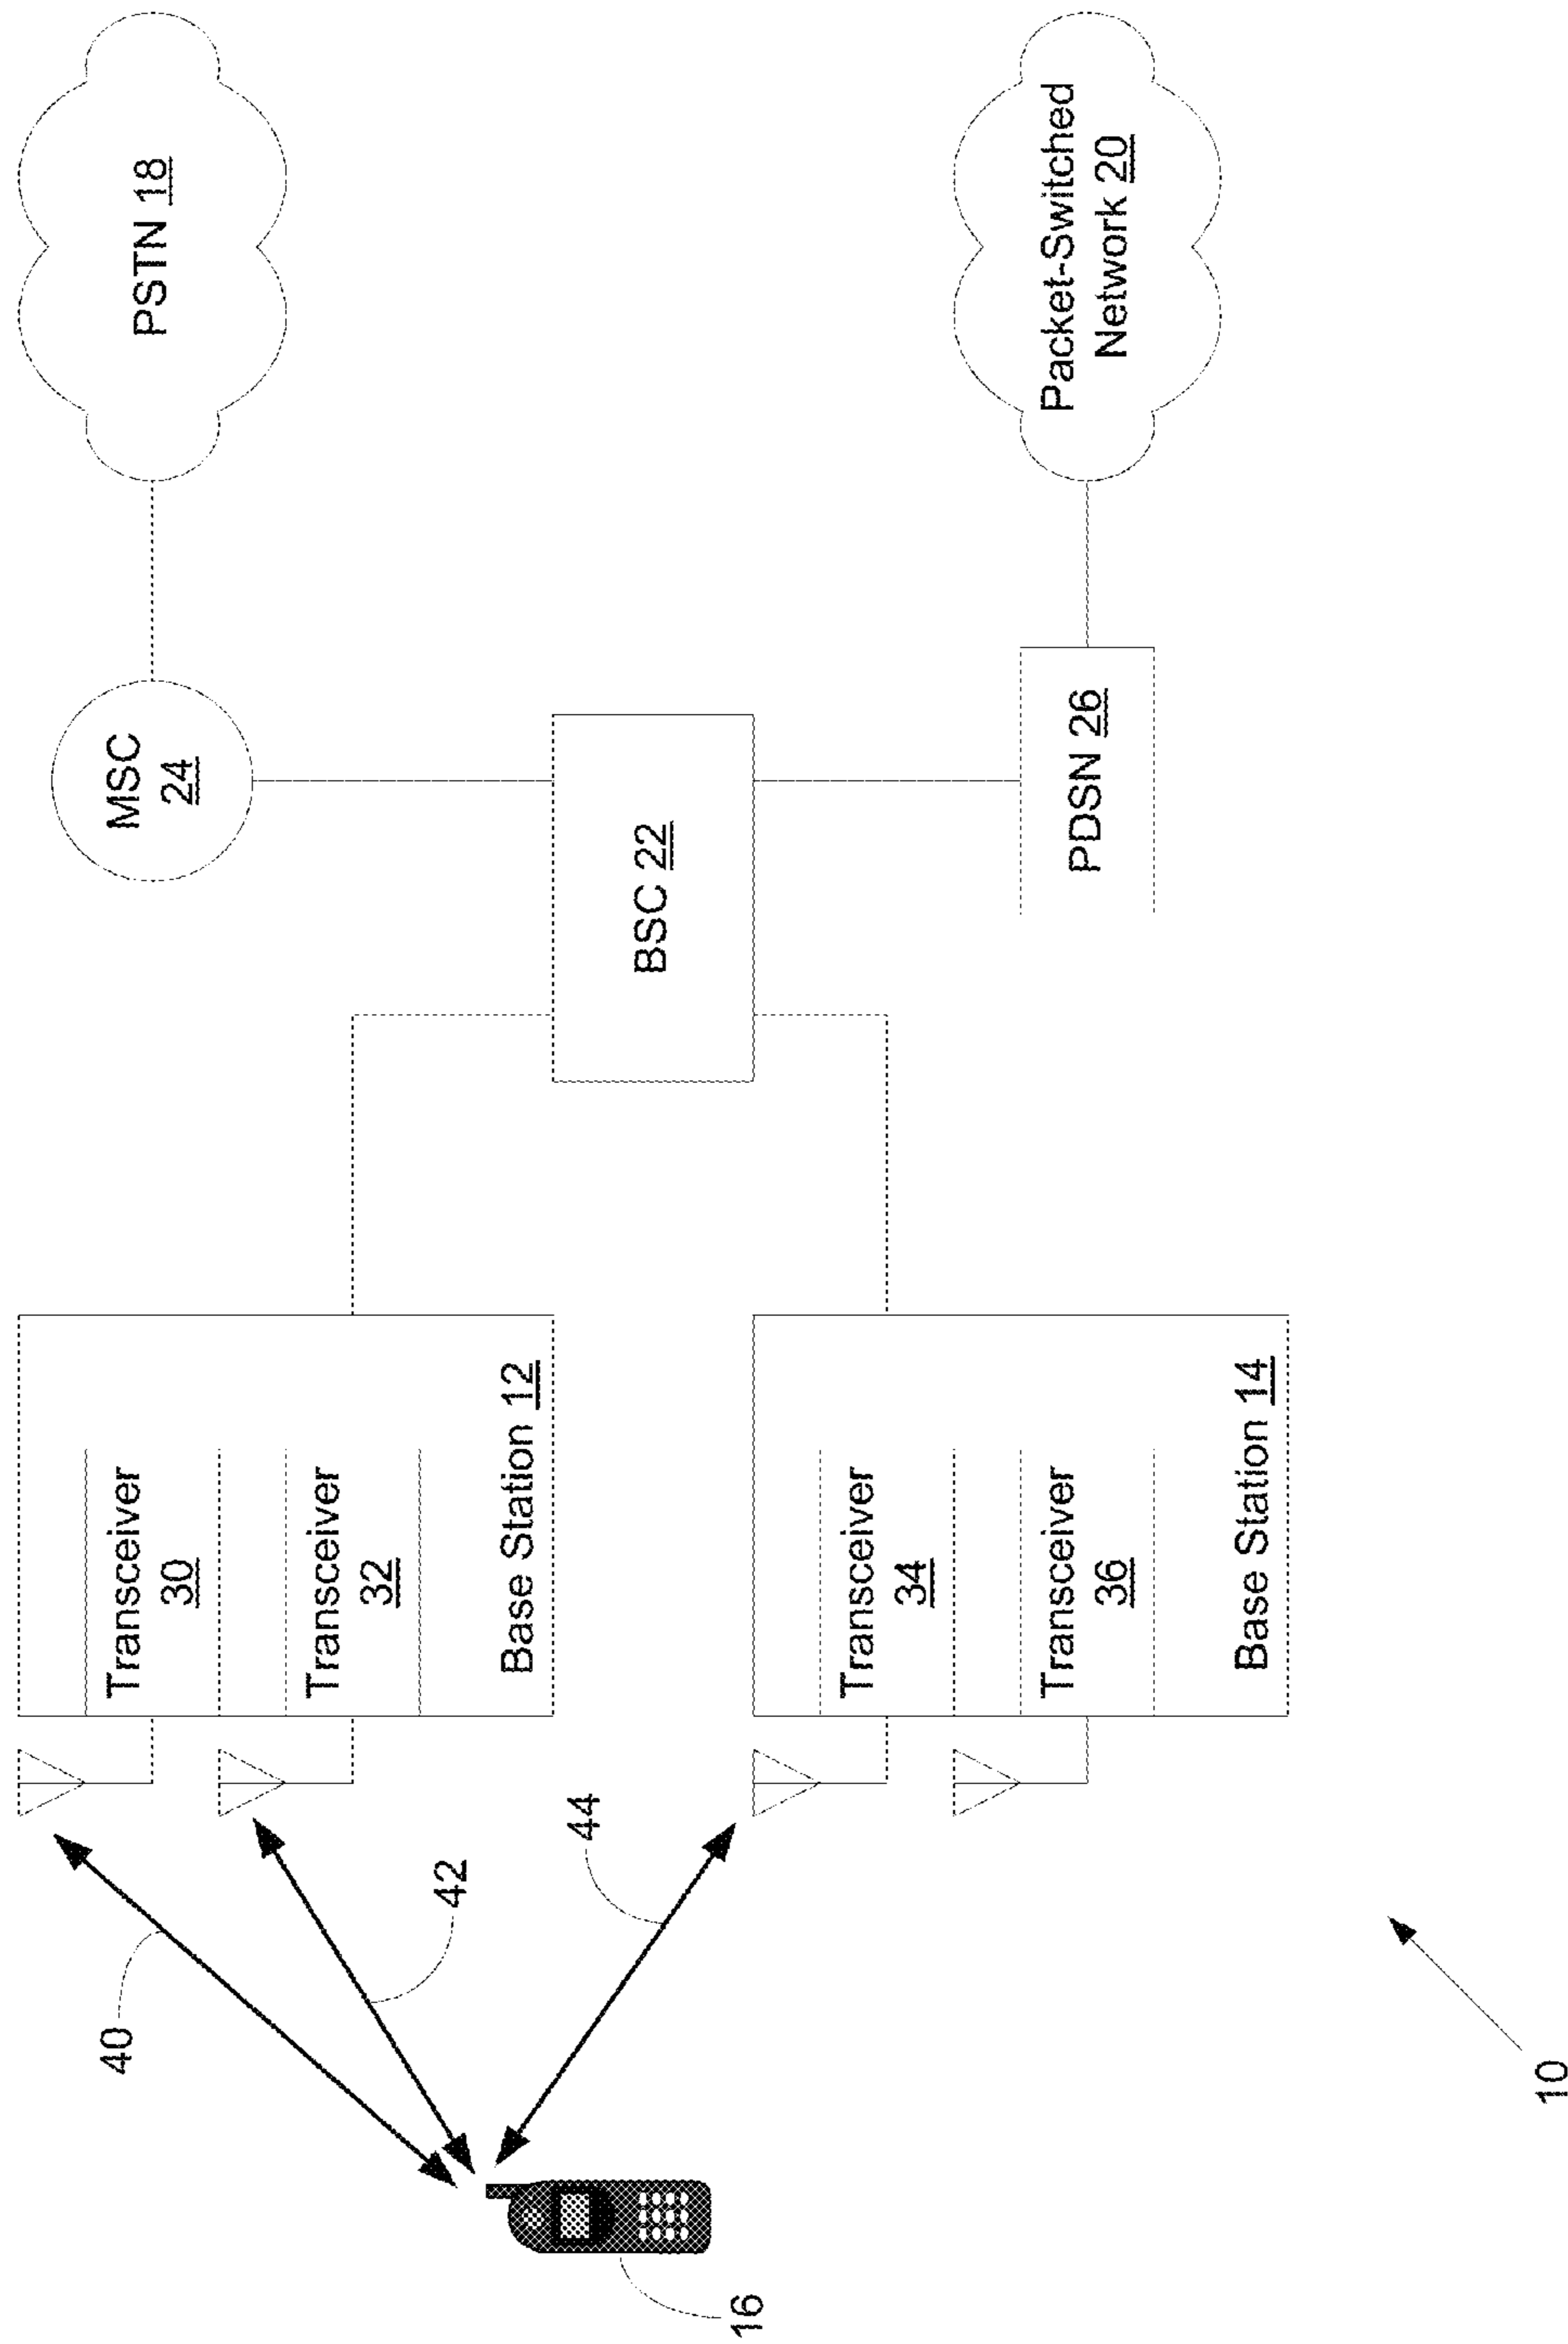 40
42
44
16
10
Transceiver
30
Transceiver
32
Base Station 12
Transceiver
34
Transceiver
36
Base Station 14
BSC 22
MSC
24
PDSN 26
PSTN 18
Packet-Switched
Network 20